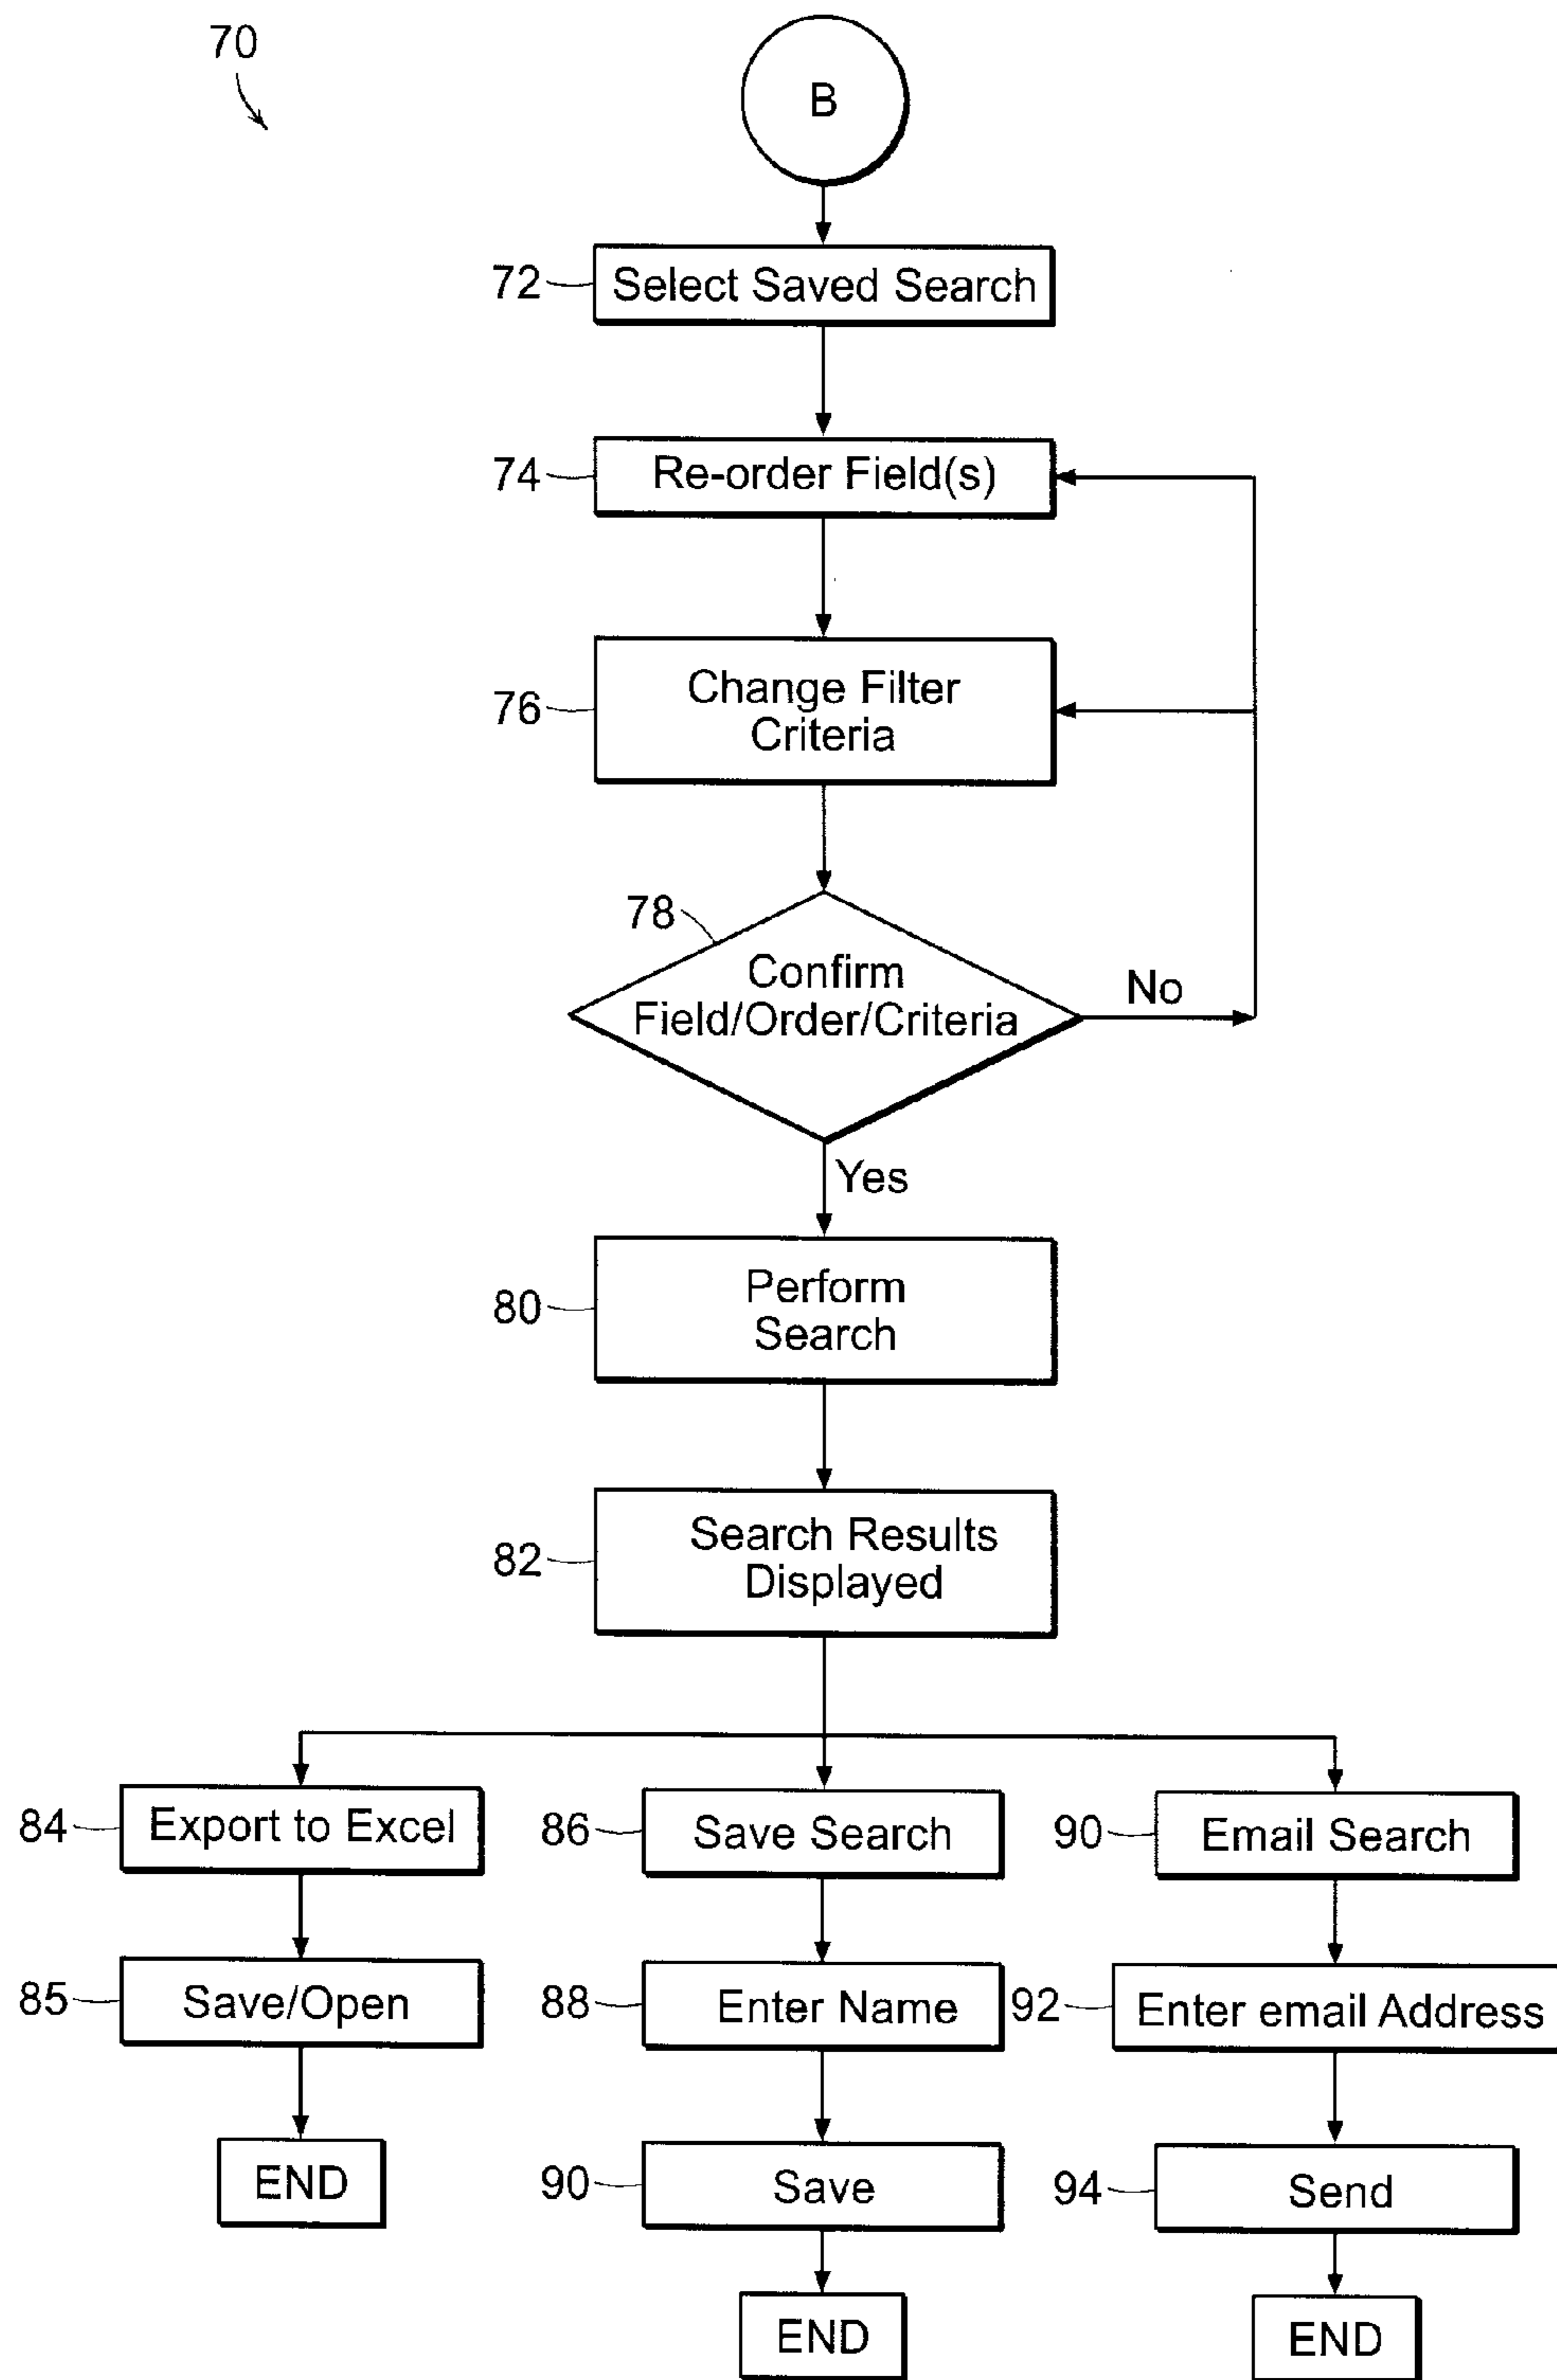 70
B
72 Select Saved Search
74 Re-order Field(s)
76 Change Filter
Criteria
78
Confirm
Field/Order/Criteria
No
Yes
80 Perform
Search
82 Search Results
Displayed
84 Export to Excel
86 Save Search
90 Email Search
85 Save/Open
88 Enter Name
92 Enter email Address
END
90 Save
94 Send
END
END